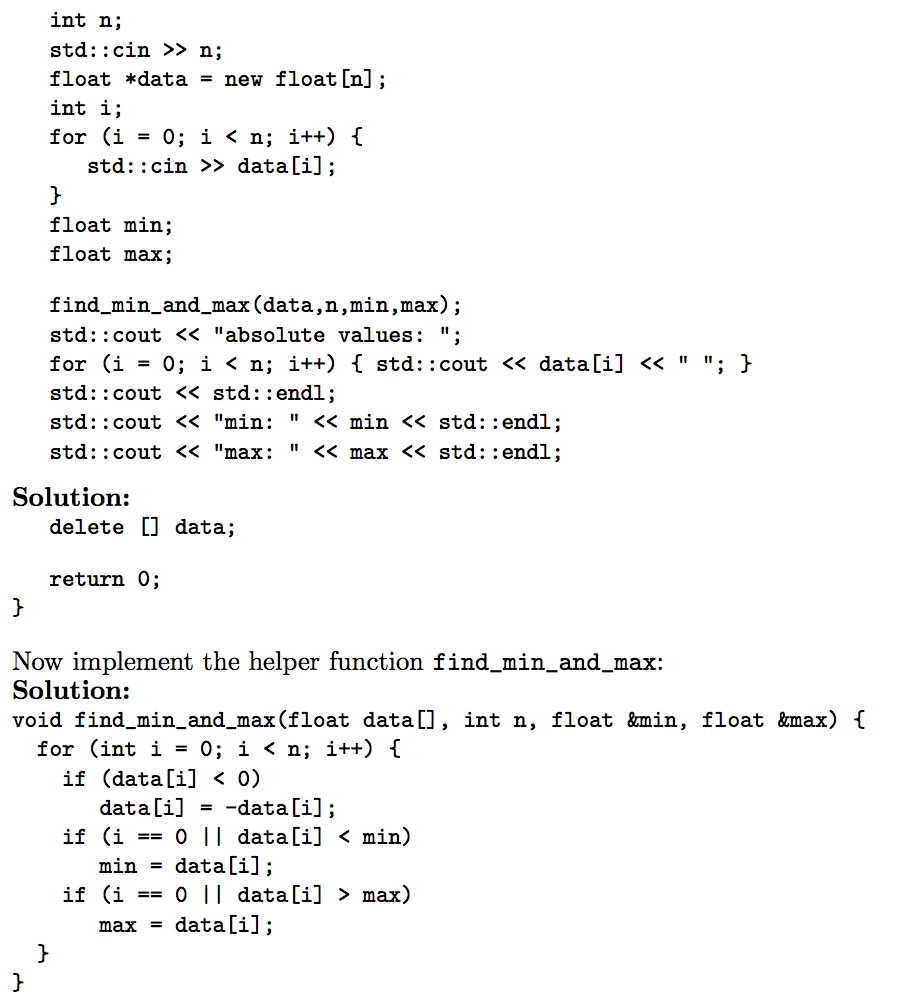 int n;
std::cin >> n;
float *data = new float[n];
int i;
for (i = 0; i < n; i++) {
std::cin >> data[i];
}
float min;
float max;
find_min_and_max(data,n,min,max);
std::cout << "absolute values: ";
for (i = 0; i < n; i++) { std::cout << data[i] << " "; }
std::cout << std::endl;
std::cout << "min: " << min << std::endl;
std::cout << "max: " << max << std::endl;
Solution:
delete [] data;
return 0;
}
Now implement the helper function find_min_and_max:
Solution:
void find_min_and_max(float data[], int n, float &min, float &max) {
for (int i = 0; i < n; i++) {
if (data[i] < 0)
data[i] = -data[i];
if (i == 0 || data[i] < min)
min = data[i];
if (i == 0 || data[i] > max)
max = data[i];
}
}